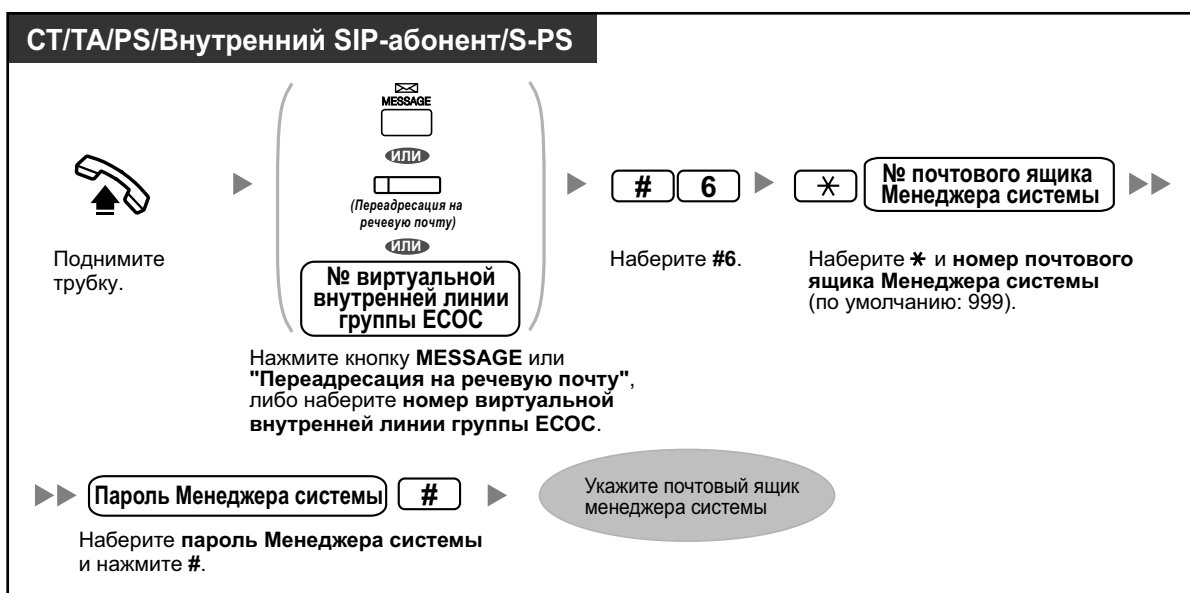 CT/TA/PS/Внутренний SIP-абонент/S-PS
MESSAGE
ИЛИ
(Переадресация на
речевую почту)
ИЛИ
№ виртуальной
внутренней линии
группы ЕСОС
# 6
№ почтового ящика
Менеджера системы
Поднимите
трубку.
Наберите #6.
Наберите * и номер почтового
ящика Менеджера системы
(по умолчанию: 999).
Нажмите кнопку MESSAGE или
"Переадресация на речевую почту",
либо наберите номер виртуальной
внутренней линии группы ЕСОС.
Пароль Менеджера системы #
Укажите почтовый ящик
менеджера системы
Наберите пароль Менеджера системы
и нажмите #.